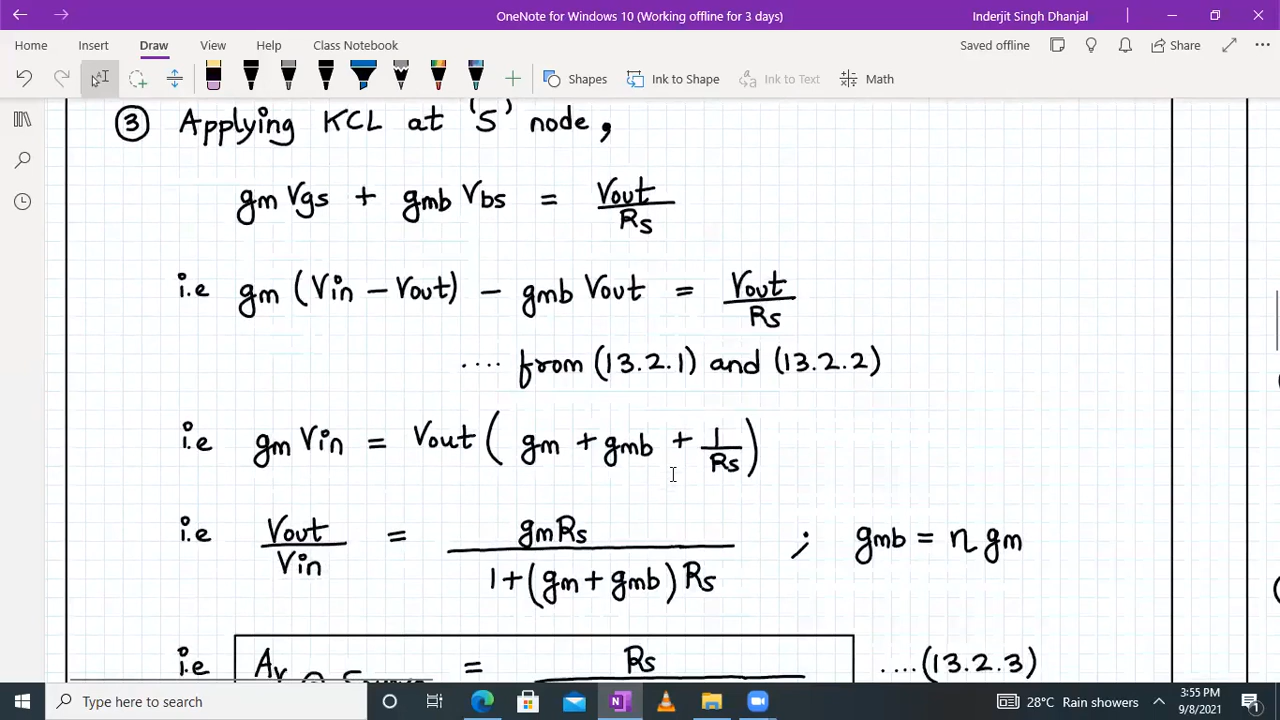 OneNote for Windows 10 (Working offline for 3 days)
Inderjit Singh Dhanjal
Home Insert Draw View Help Class Notebook
Saved offline
Share
Shapes
Ink to Shape
Ink to Text
Math
③ Applying KCL at 'S' node,
gm Vgs + gmb Vbs = Vout / Rs
i.e gm (Vin – Vout) – gmb Vout = Vout / Rs
.... from (13.2.1) and (13.2.2)
i.e gm Vin = Vout ( gm + gmb + 1 / Rs )
i.e Vout / Vin = gmRs / 1+(gm+gmb)Rs ; gmb = η gm
i.e Av = Rs ....(13.2.3)
Type here to search
28°C Rain showers
3:55 PM
9/8/2021